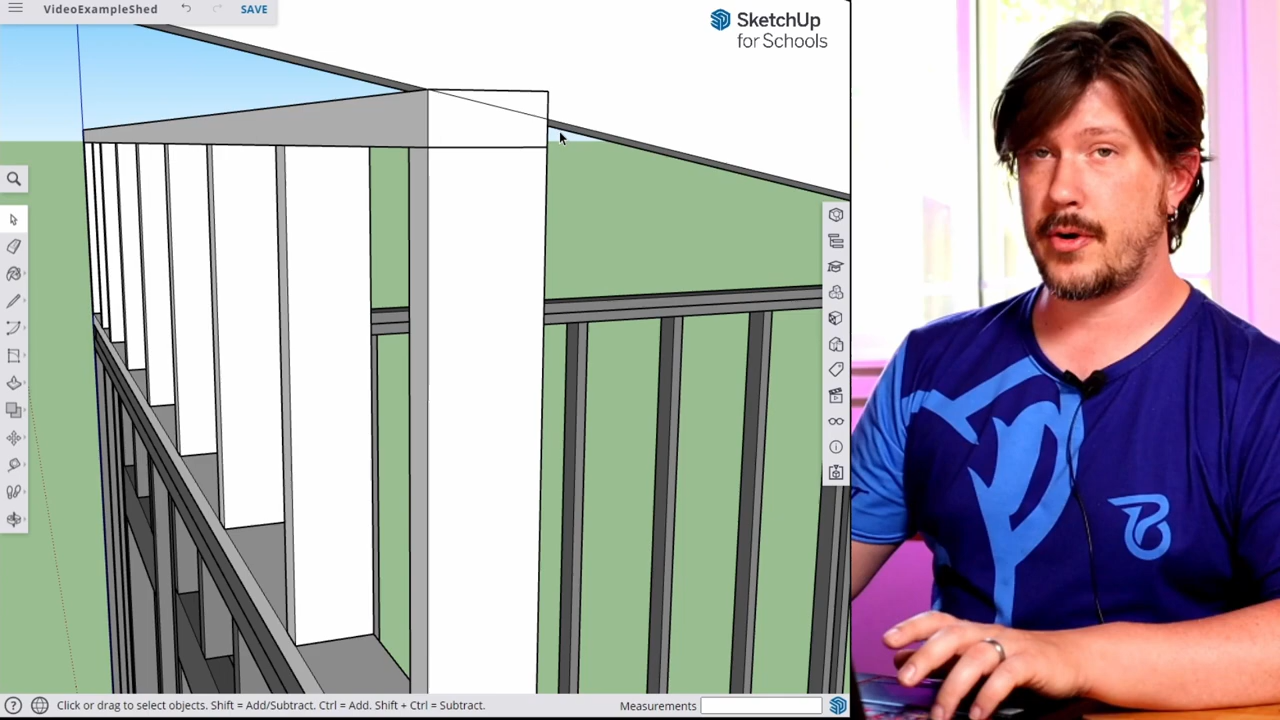 VideoExampleShed
SAVE
SketchUp
for Schools
Click or drag to select objects. Shift = Add/Subtract. Ctrl = Add. Shift + Ctrl = Subtract.
Measurements